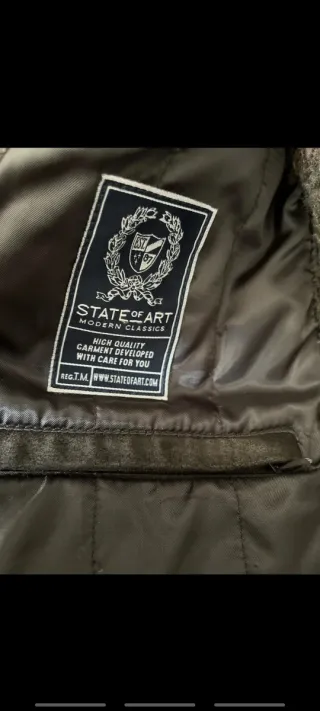 STATE OF ART
MODERN CLASSICS
HIGH QUALITY
GARMENT DEVELOPED
WITH CARE FOR YOU
REG.T.M. WWW.STATEOFART.COM